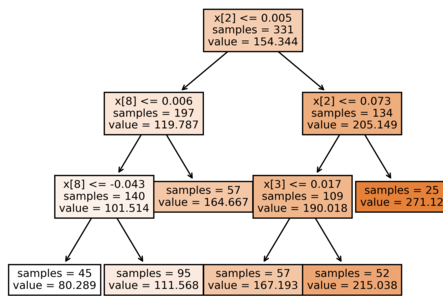 x[2] <= 0.005
samples = 331
value = 154.344
x[8] <= 0.006
samples = 197
value = 119.787
x[2] <= 0.073
samples = 134
value = 205.149
x[8] <= -0.043
samples = 140
value = 101.514
samples = 57
value = 164.667
x[3] <= 0.017
samples = 109
value = 190.018
samples = 25
value = 271.12
samples = 45
value = 80.289
samples = 95
value = 111.568
samples = 57
value = 167.193
samples = 52
value = 215.038